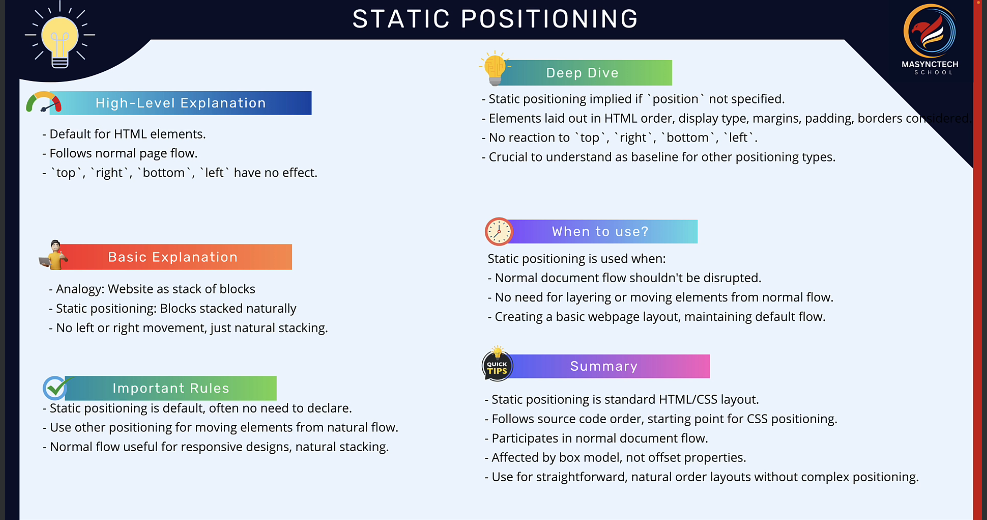 STATIC POSITIONING
MASYNCTECH
SCHOOL
High-Level Explanation
- Default for HTML elements.
- Follows normal page flow.
- `top`, `right`, `bottom`, `left` have no effect.
Basic Explanation
- Analogy: Website as stack of blocks
- Static positioning: Blocks stacked naturally
- No left or right movement, just natural stacking.
Important Rules
- Static positioning is default, often no need to declare.
- Use other positioning for moving elements from natural flow.
- Normal flow useful for responsive designs, natural stacking.
Deep Dive
- Static positioning implied if `position` not specified.
- Elements laid out in HTML order, display type, margins, padding, borders considered.
- No reaction to `top`, `right`, `bottom`, `left`.
- Crucial to understand as baseline for other positioning types.
When to use?
Static positioning is used when:
- Normal document flow shouldn't be disrupted.
- No need for layering or moving elements from normal flow.
- Creating a basic webpage layout, maintaining default flow.
QUICK
TIPS
Summary
- Static positioning is standard HTML/CSS layout.
- Follows source code order, starting point for CSS positioning.
- Participates in normal document flow.
- Affected by box model, not offset properties.
- Use for straightforward, natural order layouts without complex positioning.